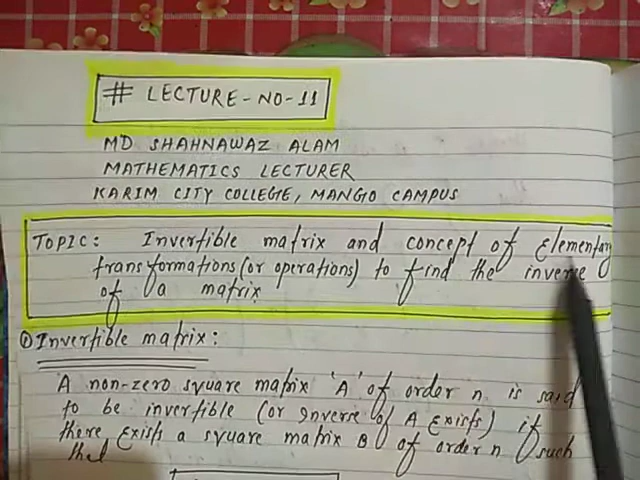 # LECTURE-NO-11
MD SHAHNAWAZ ALAM
MATHEMATICS LECTURER
KARIM CITY COLLEGE, MANGO CAMPUS
TOPIC: Invertible matrix and concept of Elementary
transformations (or operations) to find the inverse
of a matrix
① Invertible matrix:
A non-zero square matrix 'A' of order n is said
to be invertible (or Inverse of A Exists) if
there Exists a square matrix B of order n such
that